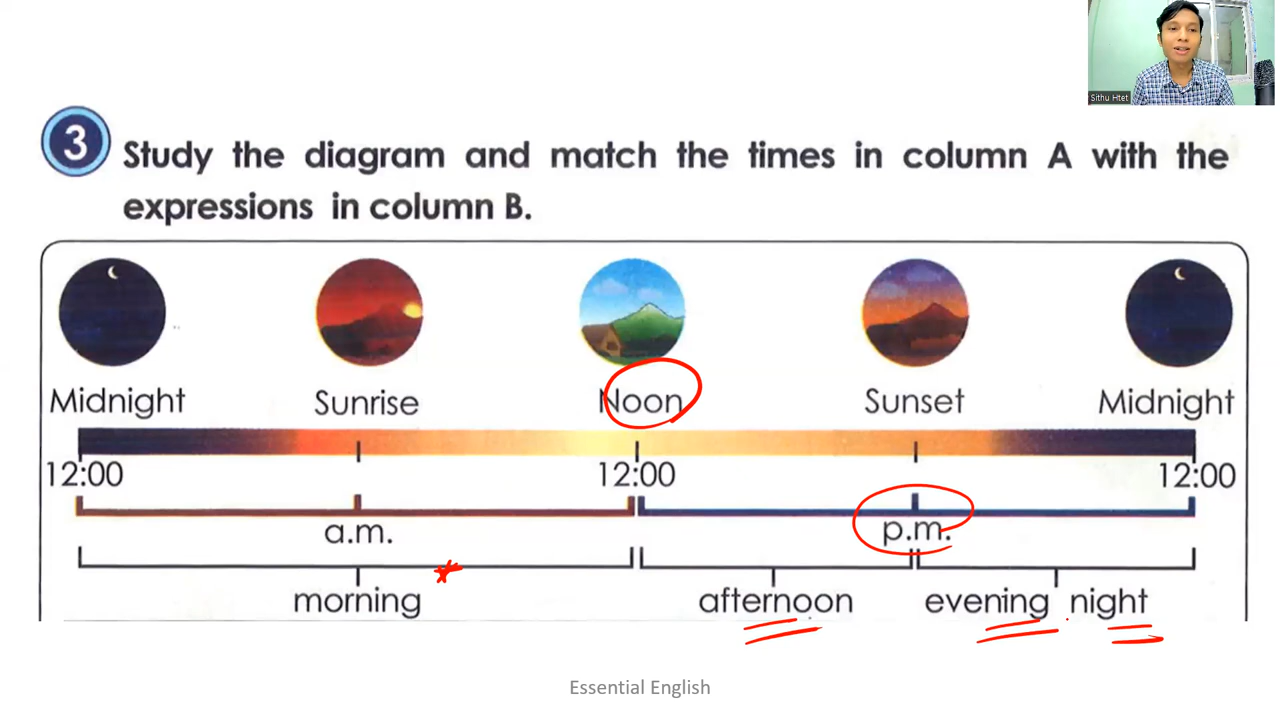 Sithu Htet
3 Study the diagram and match the times in column A with the
expressions in column B.
Midnight Sunrise Noon Sunset Midnight
12:00 12:00 12:00
a.m. p.m.
morning afternoon evening night
Essential English